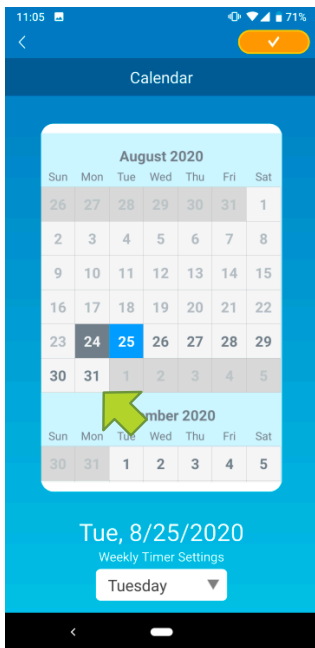 11:05 71%
Calendar
August 2020
Sun Mon Tue Wed Thu Fri Sat
26 27 28 29 30 31 1
2 3 4 5 6 7 8
9 10 11 12 13 14 15
16 17 18 19 20 21 22
23 24 25 26 27 28 29
30 31 1 2 3 4 5
mber 2020
Sun Mon Tue Wed Thu Fri Sat
30 31 1 2 3 4 5
Tue, 8/25/2020
Weekly Timer Settings
Tuesday